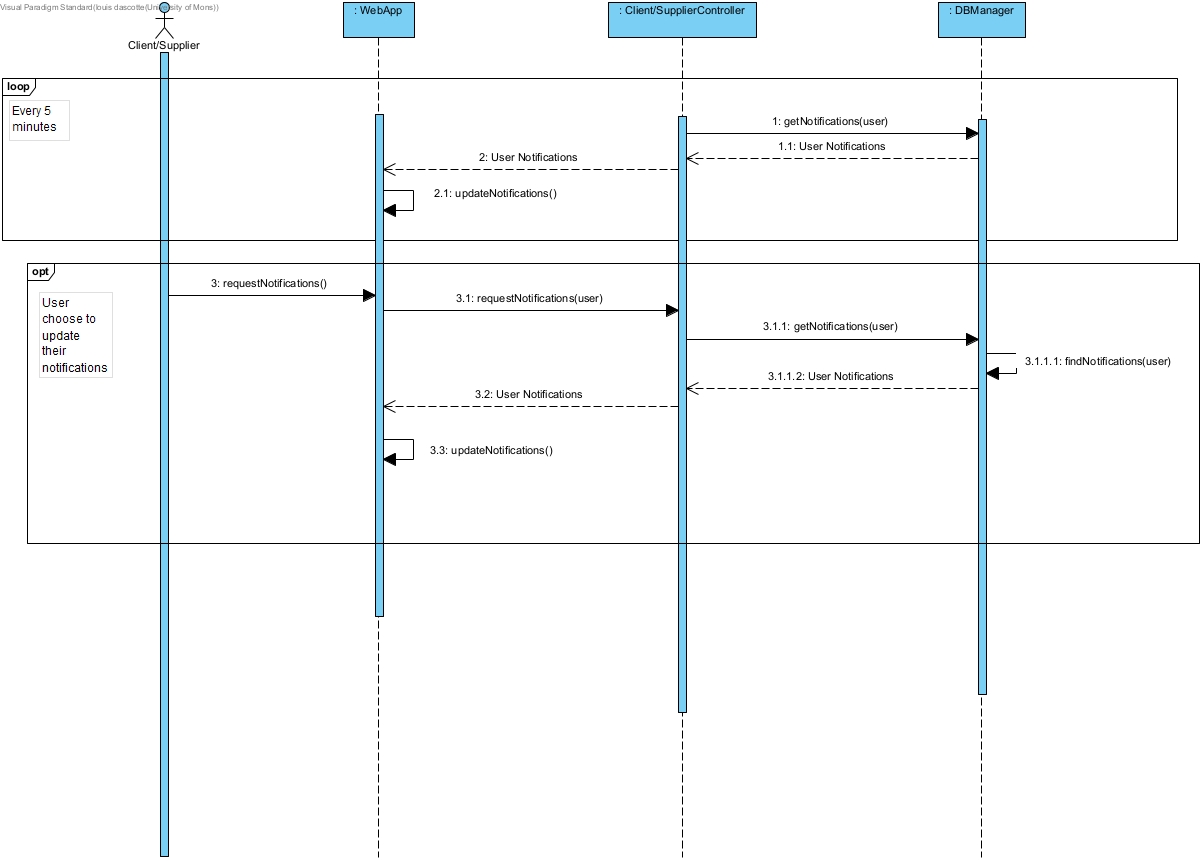 Visual Paradigm Standard(louis dascotte(University of Mons))
: WebApp
: Client/SupplierController
: DBManager
Client/Supplier
loop
Every 5
minutes
1: getNotifications(user)
1.1: User Notifications
2: User Notifications
2.1: updateNotifications()
opt
User
choose to
update
their
notifications
3: requestNotifications()
3.1: requestNotifications(user)
3.1.1: getNotifications(user)
3.1.1.1: findNotifications(user)
3.1.1.2: User Notifications
3.2: User Notifications
3.3: updateNotifications()